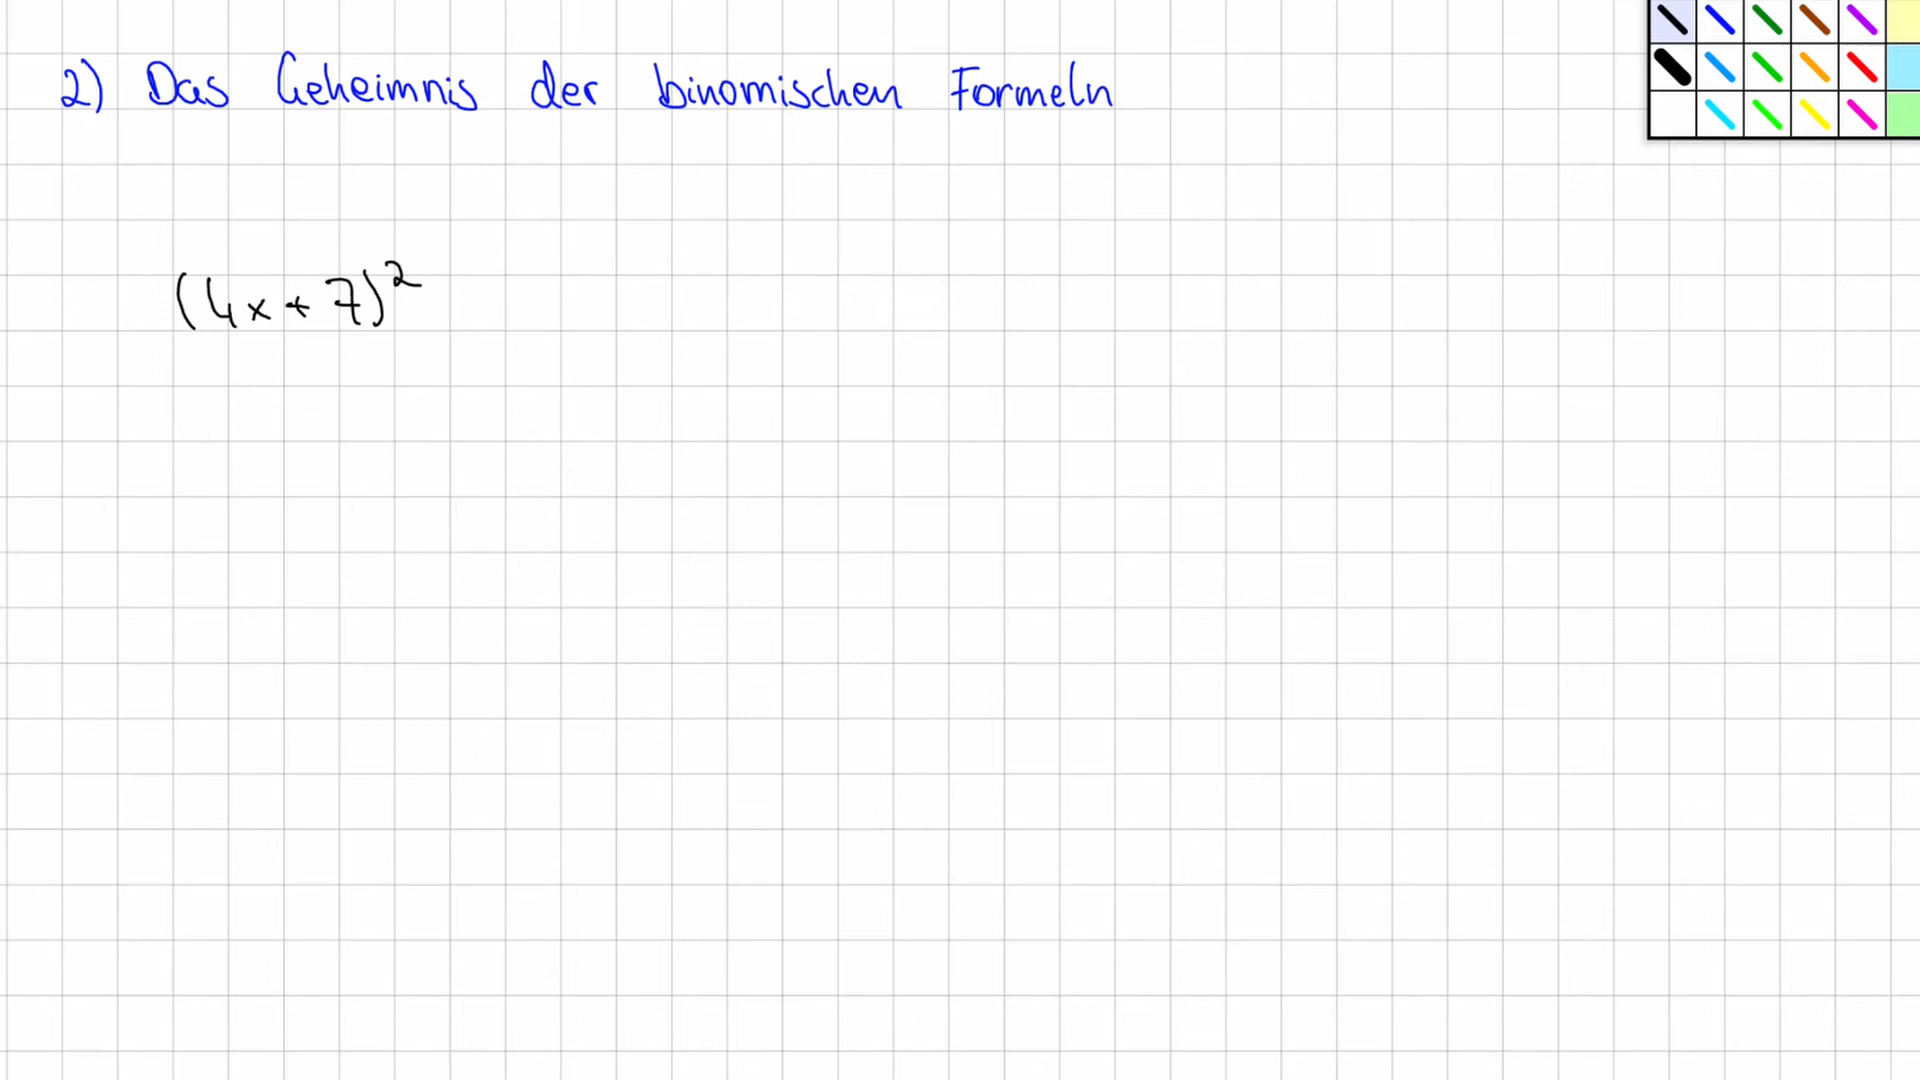 2) Das Geheimnis der binomischen Formeln
(4x + 7)²